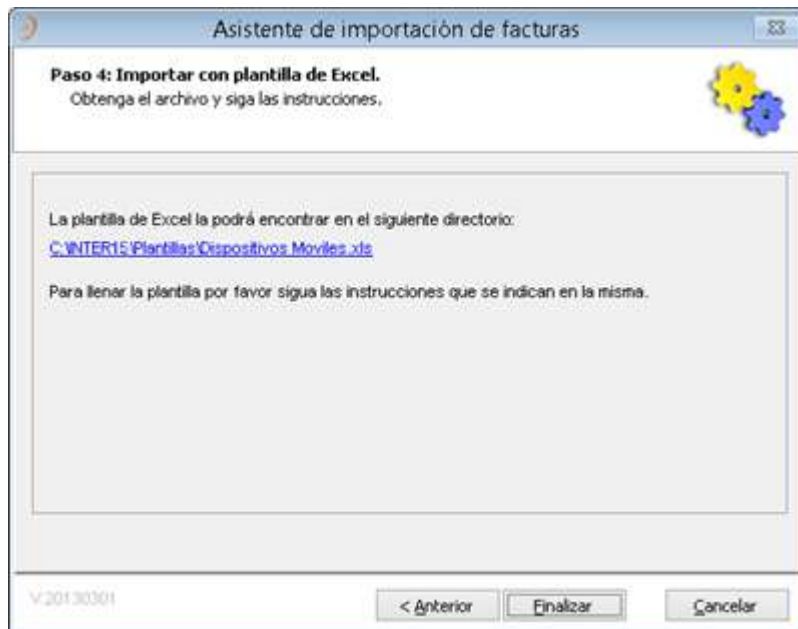 Asistente de importación de facturas
Paso 4: Importar con plantilla de Excel.
Obtenga el archivo y siga las instrucciones.
La plantilla de Excel la podrá encontrar en el siguiente directorio:
C:\INTER15\Plantillas\Dispositivos Moviles.xls
Para llenar la plantilla por favor sigua las instrucciones que se indican en la misma.
V.20130301
< Anterior
Finalizar
Cancelar